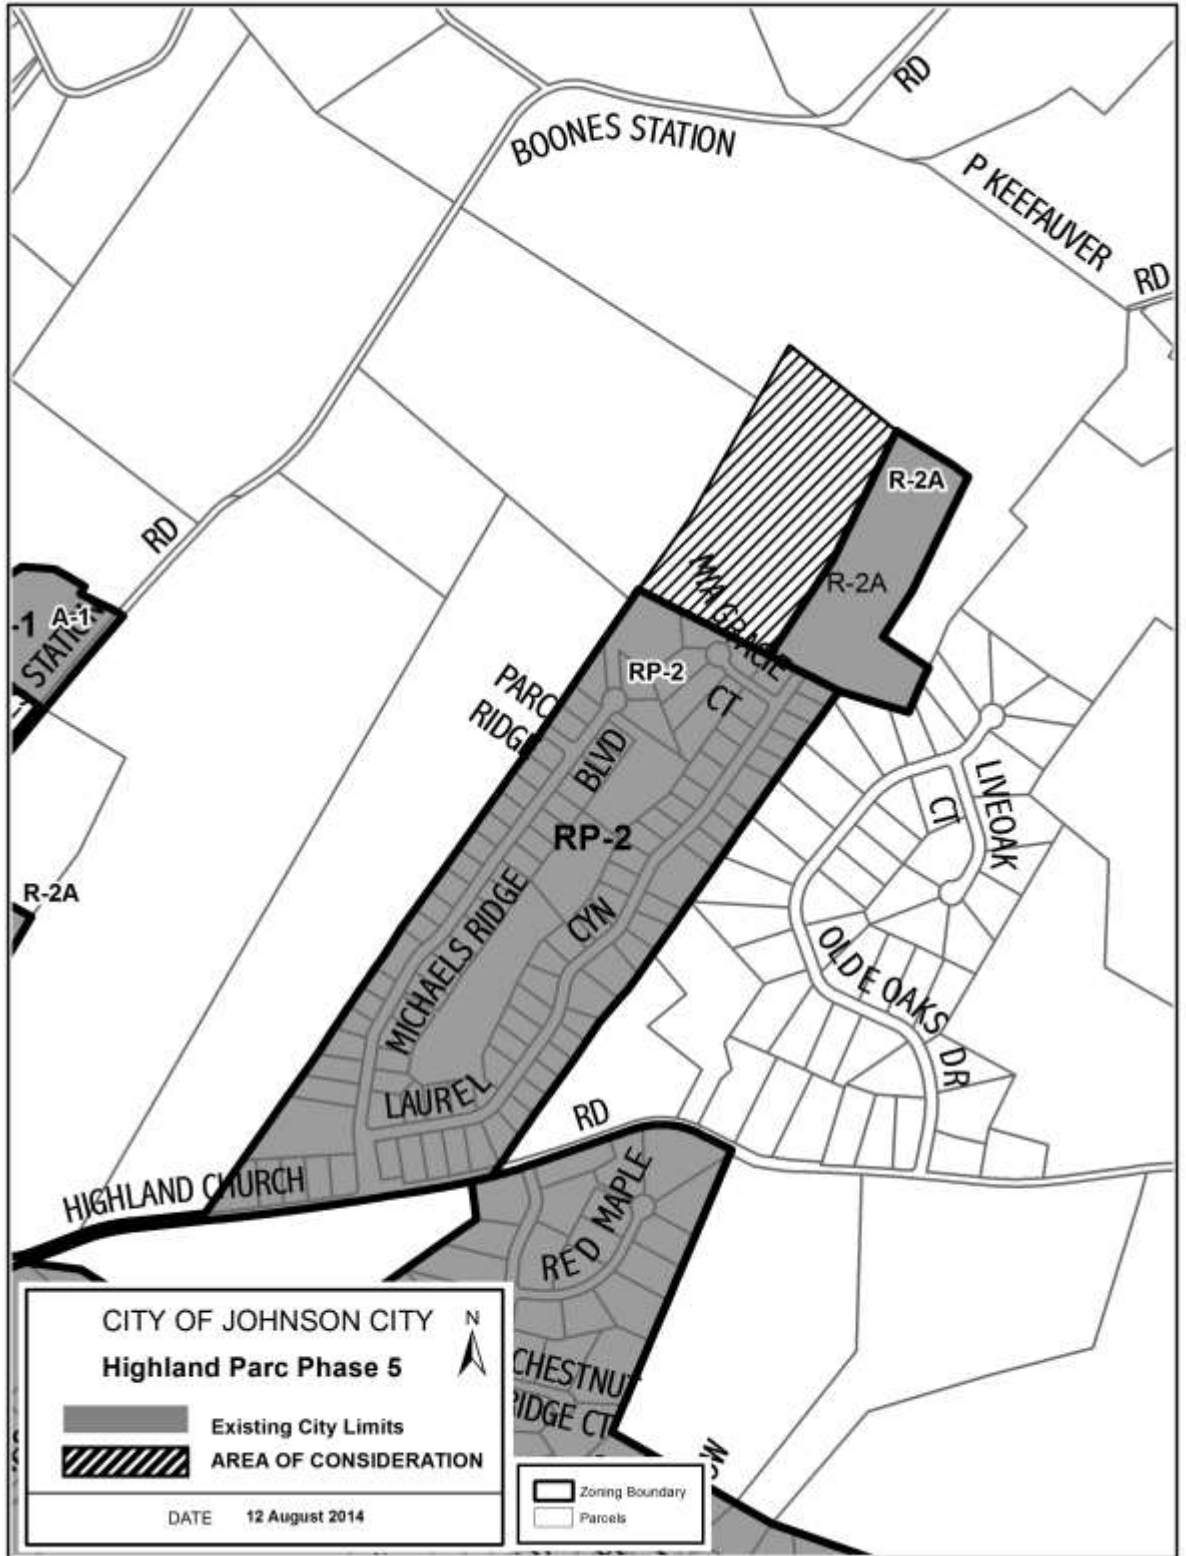 RD
BOONES STATION
P KEEFAUVER
RD
R-2A
RD
R-2A
MIA GRACIE
CT
-1
A-1
STATION
RP-2
PARC
RIDGE
BLVD
LIVEOAK
CT
RP-2
R-2A
MICHAELS RIDGE
CYN
OLDE OAKS
DR
LAUREL
RD
HIGHLAND CHURCH
RED MAPLE
CHESTNUT
RIDGE CT
CITY OF JOHNSON CITY
N
Highland Parc Phase 5
Existing City Limits
AREA OF CONSIDERATION
DATE 12 August 2014
Zoning Boundary
Parcels